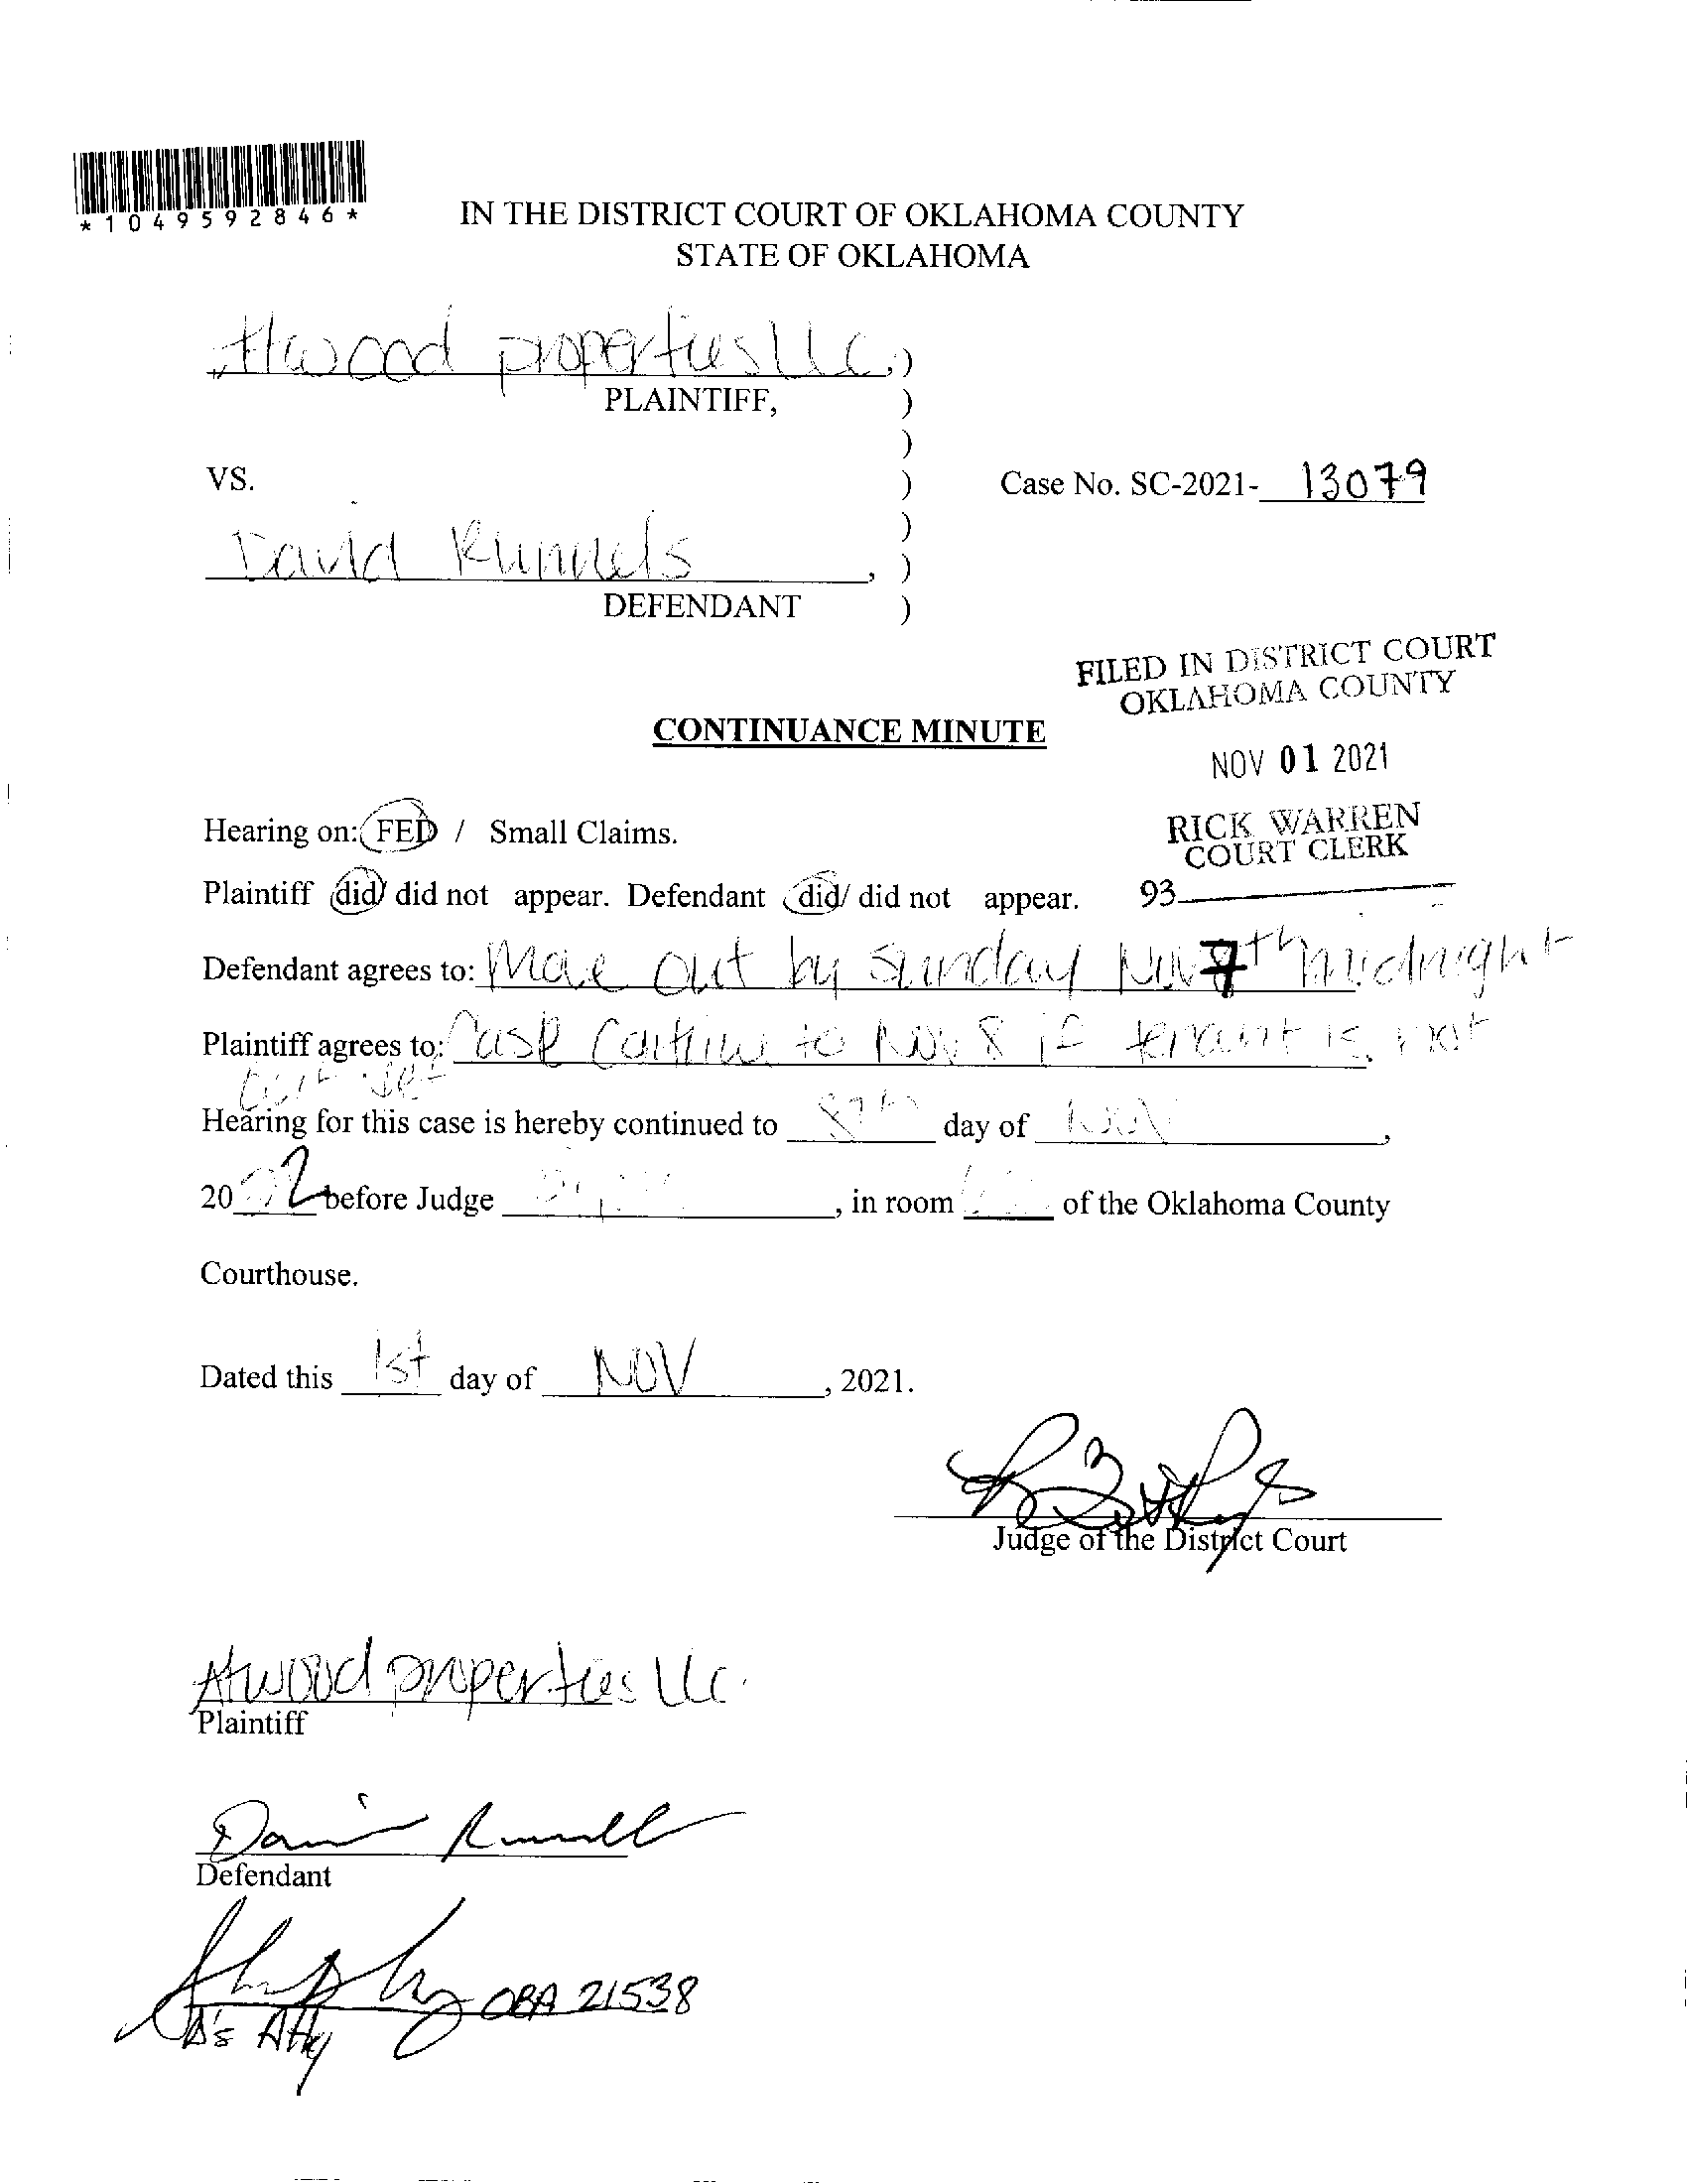 *1049592846*
IN THE DISTRICT COURT OF OKLAHOMA COUNTY
STATE OF OKLAHOMA
Atwood properties llc, )
PLAINTIFF, )
)
VS. ) Case No. SC-2021- 13079
)
David Runnels , )
DEFENDANT )
FILED IN DISTRICT COURT
OKLAHOMA COUNTY
CONTINUANCE MINUTE
NOV 01 2021
Hearing on: FED / Small Claims.
RICK WARREN
COURT CLERK
Plaintiff did/ did not appear. Defendant did/ did not appear. 93
Defendant agrees to: Move out by Sunday Nov 7th midnight
Plaintiff agrees to: Case Continue to Nov 8 if tenant is not
out
Hearing for this case is hereby continued to 8th day of Nov ,
20 before Judge , in room of the Oklahoma County
Courthouse.
Dated this 1st day of NOV , 2021.
Judge of the District Court
Atwood properties llc.
Plaintiff
David Runnells
Defendant
OBA 21538
Δ's Atty